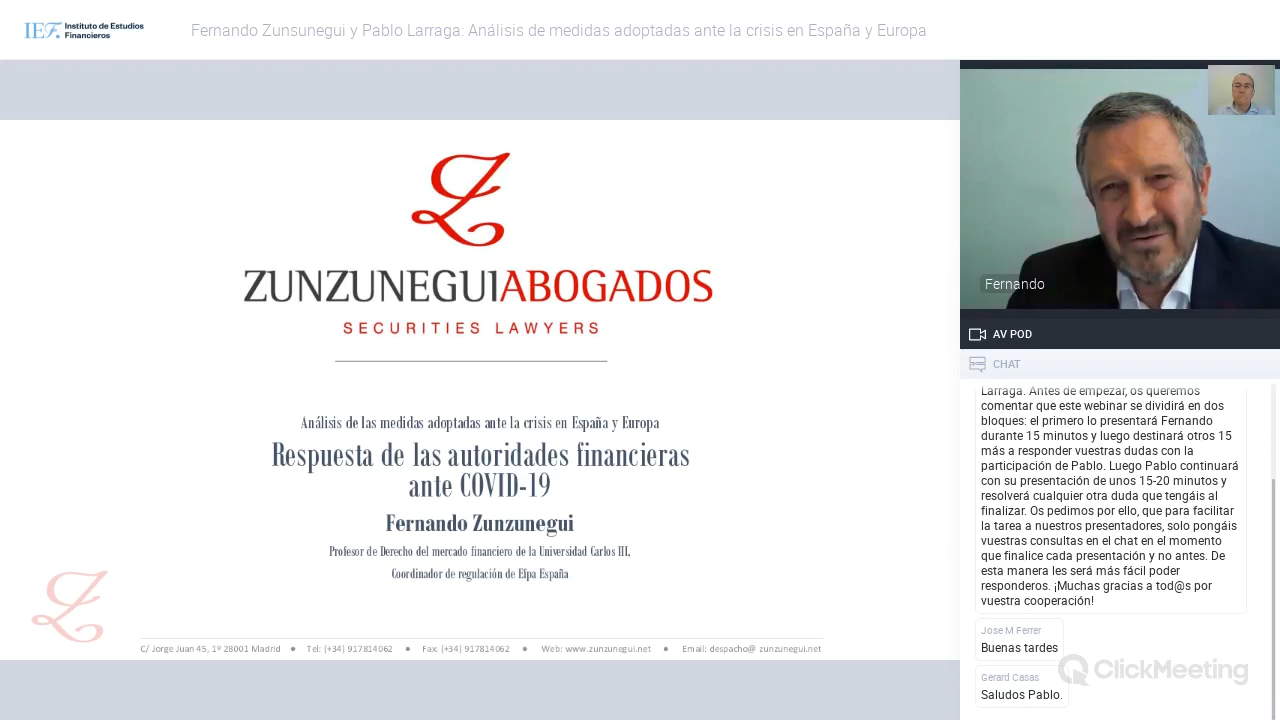 IEF. Instituto de Estudios
Financieros
Fernando Zunsunegui y Pablo Larraga: Análisis de medidas adoptadas ante la crisis en España y Europa
ZUNZUNEGUIABOGADOS
SECURITIES LAWYERS
Análisis de las medidas adoptadas ante la crisis en España y Europa
Respuesta de las autoridades financieras
ante COVID-19
Fernando Zunzunegui
Profesor de Derecho del mercado financiero de la Universidad Carlos III,
Coordinador de regulación de Efpa España
C/ Jorge Juan 45, 1º 28001 Madrid • Tel: (+34) 917814062 • Fax: (+34) 917814062 • Web: www.zunzunegui.net • Email: despacho@ zunzunegui.net
Fernando
AV POD
CHAT
Larraga. Antes de empezar, os queremos
comentar que este webinar se dividirá en dos
bloques: el primero lo presentará Fernando
durante 15 minutos y luego destinará otros 15
más a responder vuestras dudas con la
participación de Pablo. Luego Pablo continuará
con su presentación de unos 15-20 minutos y
resolverá cualquier otra duda que tengáis al
finalizar. Os pedimos por ello, que para facilitar
la tarea a nuestros presentadores, solo pongáis
vuestras consultas en el chat en el momento
que finalice cada presentación y no antes. De
esta manera les será más fácil poder
responderos. ¡Muchas gracias a tod@s por
vuestra cooperación!
Jose M Ferrer
Buenas tardes
Gerard Casas
Saludos Pablo.
ClickMeeting